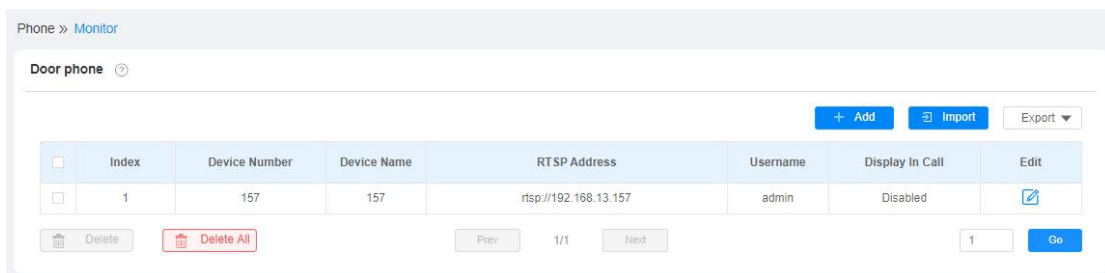 Phone » Monitor
Door phone ?
+ Add Import Export
Index Device Number Device Name RTSP Address Username Display In Call Edit
1 157 157 rtsp://192.168.13.157 admin Disabled
Delete Delete All Prev 1/1 Next 1 Go